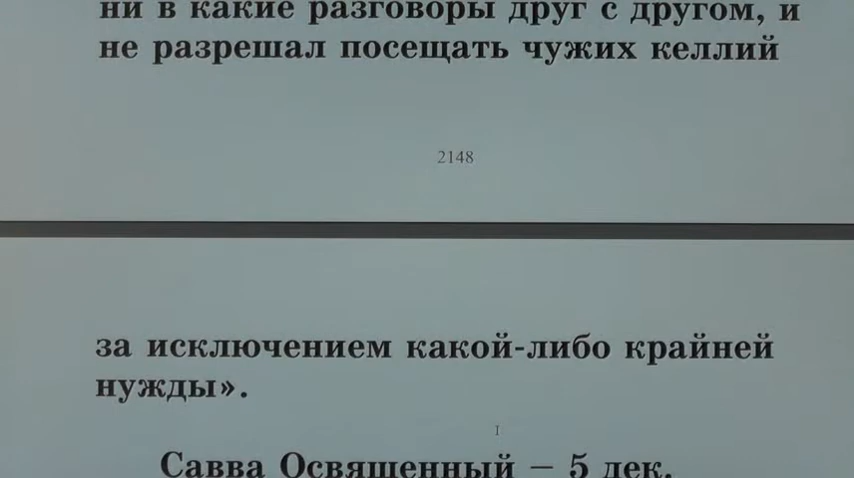 ни в какие разговоры друг с другом, и
не разрешал посещать чужих келлий
2148
за исключением какой-либо крайней
нужды».
Савва Освященный – 5 дек.